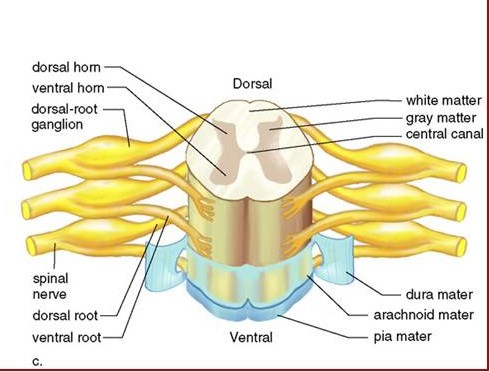 Dorsal
dorsal horn
ventral horn
dorsal-root
ganglion
white matter
gray matter
central canal
spinal
nerve
dorsal root
ventral root
dura mater
arachnoid mater
pia mater
Ventral
c.